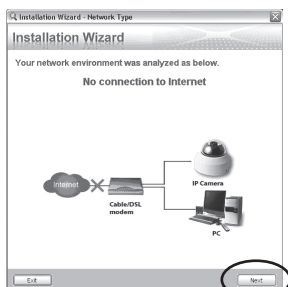 Installation Wizard - Network Type
Installation Wizard
Your network environment was analyzed as below.
No connection to Internet
Internet
Cable/DSL
modem
IP Camera
PC
Exit
Next